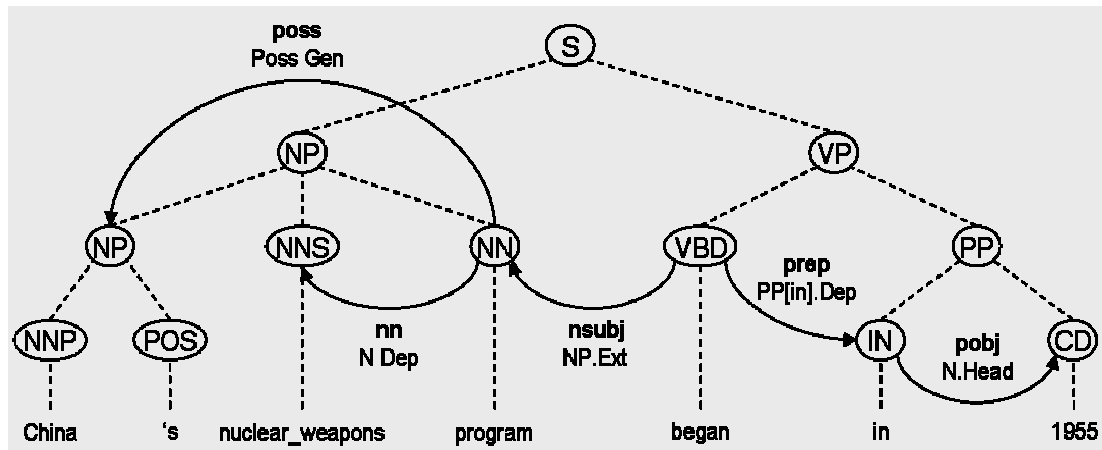 poss
Poss Gen
S
NP
VP
NP
NNS
NN
VBD
PP
prep
PP[in].Dep
nn
N Dep
nsubj
NP.Ext
NNP
POS
IN
CD
pobj
N.Head
China
's
nuclear_weapons
program
began
in
1955